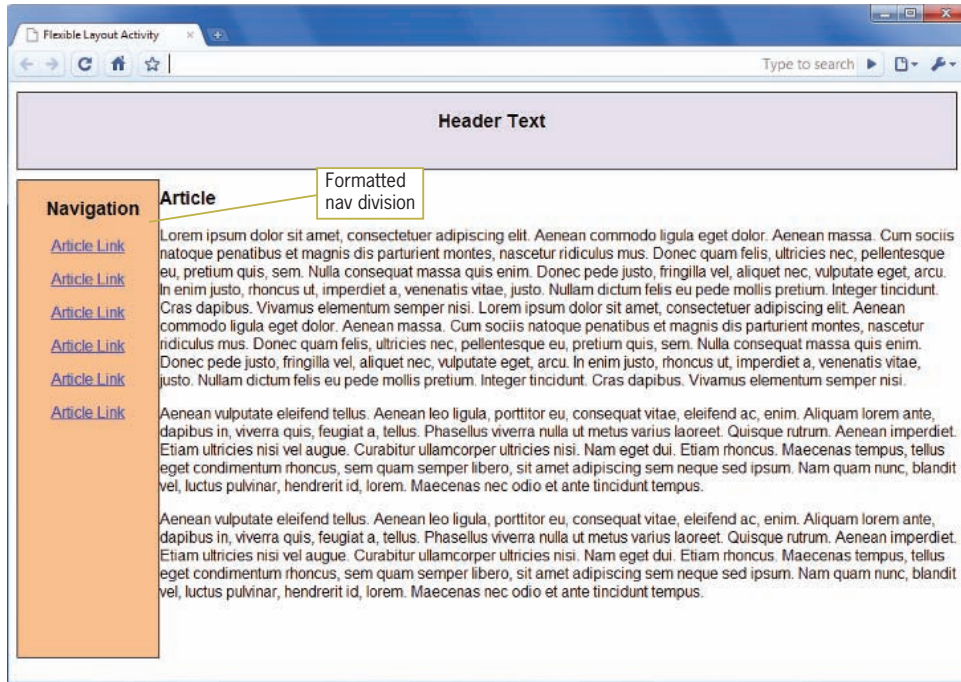 Flexible Layout Activity
Type to search
Header Text
Formatted
nav division
Navigation
Article Link
Article Link
Article Link
Article Link
Article Link
Article Link
Article
Lorem ipsum dolor sit amet, consectetuer adipiscing elit. Aenean commodo ligula eget dolor. Aenean massa. Cum sociis
natoque penatibus et magnis dis parturient montes, nascetur ridiculus mus. Donec quam felis, ultricies nec, pellentesque
eu, pretium quis, sem. Nulla consequat massa quis enim. Donec pede justo, fringilla vel, aliquet nec, vulputate eget, arcu.
In enim justo, rhoncus ut, imperdiet a, venenatis vitae, justo. Nullam dictum felis eu pede mollis pretium. Integer tincidunt.
Cras dapibus. Vivamus elementum semper nisi. Lorem ipsum dolor sit amet, consectetuer adipiscing elit. Aenean
commodo ligula eget dolor. Aenean massa. Cum sociis natoque penatibus et magnis dis parturient montes, nascetur
ridiculus mus. Donec quam felis, ultricies nec, pellentesque eu, pretium quis, sem. Nulla consequat massa quis enim.
Donec pede justo, fringilla vel, aliquet nec, vulputate eget, arcu. In enim justo, rhoncus ut, imperdiet a, venenatis vitae,
justo. Nullam dictum felis eu pede mollis pretium. Integer tincidunt. Cras dapibus. Vivamus elementum semper nisi.
Aenean vulputate eleifend tellus. Aenean leo ligula, porttitor eu, consequat vitae, eleifend ac, enim. Aliquam lorem ante,
dapibus in, viverra quis, feugiat a, tellus. Phasellus viverra nulla ut metus varius laoreet. Quisque rutrum. Aenean imperdiet.
Etiam ultricies nisi vel augue. Curabitur ullamcorper ultricies nisi. Nam eget dui. Etiam rhoncus. Maecenas tempus, tellus
eget condimentum rhoncus, sem quam semper libero, sit amet adipiscing sem neque sed ipsum. Nam quam nunc, blandit
vel, luctus pulvinar, hendrerit id, lorem. Maecenas nec odio et ante tincidunt tempus.
Aenean vulputate eleifend tellus. Aenean leo ligula, porttitor eu, consequat vitae, eleifend ac, enim. Aliquam lorem ante,
dapibus in, viverra quis, feugiat a, tellus. Phasellus viverra nulla ut metus varius laoreet. Quisque rutrum. Aenean imperdiet.
Etiam ultricies nisi vel augue. Curabitur ullamcorper ultricies nisi. Nam eget dui. Etiam rhoncus. Maecenas tempus, tellus
eget condimentum rhoncus, sem quam semper libero, sit amet adipiscing sem neque sed ipsum. Nam quam nunc, blandit
vel, luctus pulvinar, hendrerit id, lorem. Maecenas nec odio et ante tincidunt tempus.